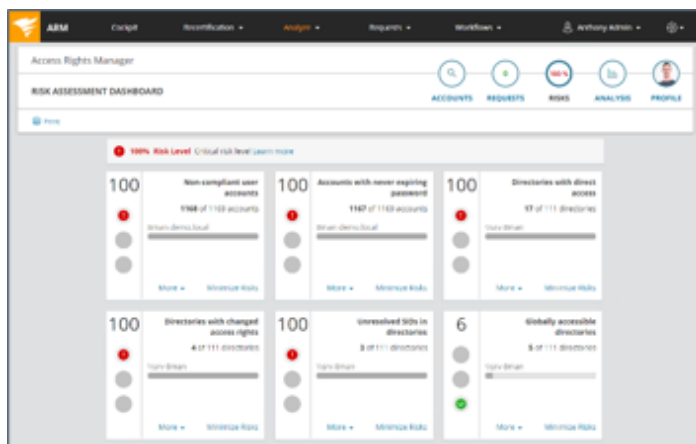 ARM Cockpit Recertification Analyze Requests Workflows Anthony Admin
Access Rights Manager
100 %
RISK ASSESSMENT DASHBOARD
ACCOUNTS REQUESTS RISKS ANALYSIS PROFILE
Print
100% Risk Level Critical risk level Learn more
100
Non-compliant user
accounts
1168 of 1169 accounts
More Minimize Risks
100
Accounts with never expiring
password
1167 of 1169 accounts
More Minimize Risks
100
Directories with direct
access
17 of 111 directories
More Minimize Risks
100
Directories with changed
access rights
4 of 111 directories
More Minimize Risks
100
Unresolved SIDs in
directories
3 of 111 directories
More Minimize Risks
6
Globally accessible
directories
5 of 111 directories
More Minimize Risks